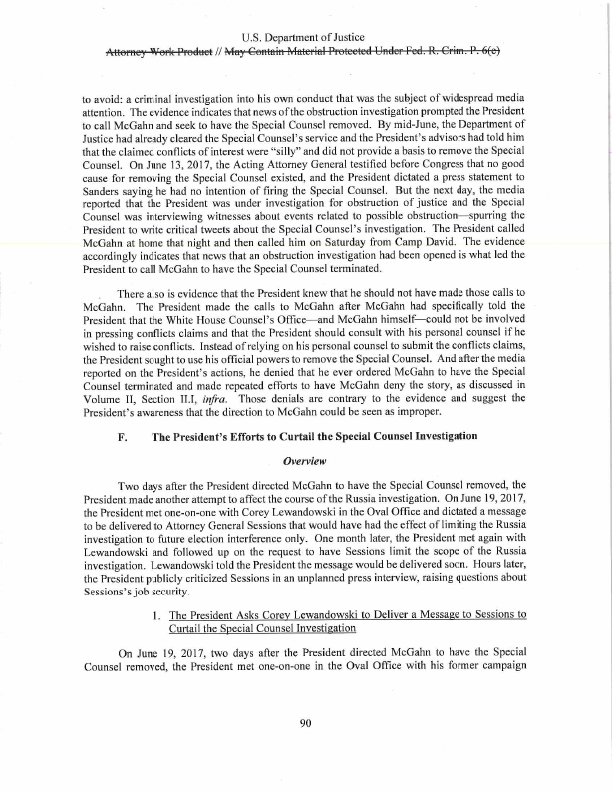 U.S. Department of Justice
Attorney Work Product // May Contain Material Protected Under Fed. R. Crim. P. 6(e)
to avoid: a criminal investigation into his own conduct that was the subject of widespread media
attention. The evidence indicates that news of the obstruction investigation prompted the President
to call McGahn and seek to have the Special Counsel removed. By mid-June, the Department of
Justice had already cleared the Special Counsel's service and the President's advisors had told him
that the claimed conflicts of interest were "silly" and did not provide a basis to remove the Special
Counsel. On June 13, 2017, the Acting Attorney General testified before Congress that no good
cause for removing the Special Counsel existed, and the President dictated a press statement to
Sanders saying he had no intention of firing the Special Counsel. But the next day, the media
reported that the President was under investigation for obstruction of justice and the Special
Counsel was interviewing witnesses about events related to possible obstruction—spurring the
President to write critical tweets about the Special Counsel's investigation. The President called
McGahn at home that night and then called him on Saturday from Camp David. The evidence
accordingly indicates that news that an obstruction investigation had been opened is what led the
President to call McGahn to have the Special Counsel terminated.
There also is evidence that the President knew that he should not have made those calls to
McGahn. The President made the calls to McGahn after McGahn had specifically told the
President that the White House Counsel's Office—and McGahn himself—could not be involved
in pressing conflicts claims and that the President should consult with his personal counsel if he
wished to raise conflicts. Instead of relying on his personal counsel to submit the conflicts claims,
the President sought to use his official powers to remove the Special Counsel. And after the media
reported on the President's actions, he denied that he ever ordered McGahn to have the Special
Counsel terminated and made repeated efforts to have McGahn deny the story, as discussed in
Volume II, Section II.I, infra. Those denials are contrary to the evidence and suggest the
President's awareness that the direction to McGahn could be seen as improper.
F. The President's Efforts to Curtail the Special Counsel Investigation
Overview
Two days after the President directed McGahn to have the Special Counsel removed, the
President made another attempt to affect the course of the Russia investigation. On June 19, 2017,
the President met one-on-one with Corey Lewandowski in the Oval Office and dictated a message
to be delivered to Attorney General Sessions that would have had the effect of limiting the Russia
investigation to future election interference only. One month later, the President met again with
Lewandowski and followed up on the request to have Sessions limit the scope of the Russia
investigation. Lewandowski told the President the message would be delivered soon. Hours later,
the President publicly criticized Sessions in an unplanned press interview, raising questions about
Sessions's job security.
1. The President Asks Corey Lewandowski to Deliver a Message to Sessions to
Curtail the Special Counsel Investigation
On June 19, 2017, two days after the President directed McGahn to have the Special
Counsel removed, the President met one-on-one in the Oval Office with his former campaign
90